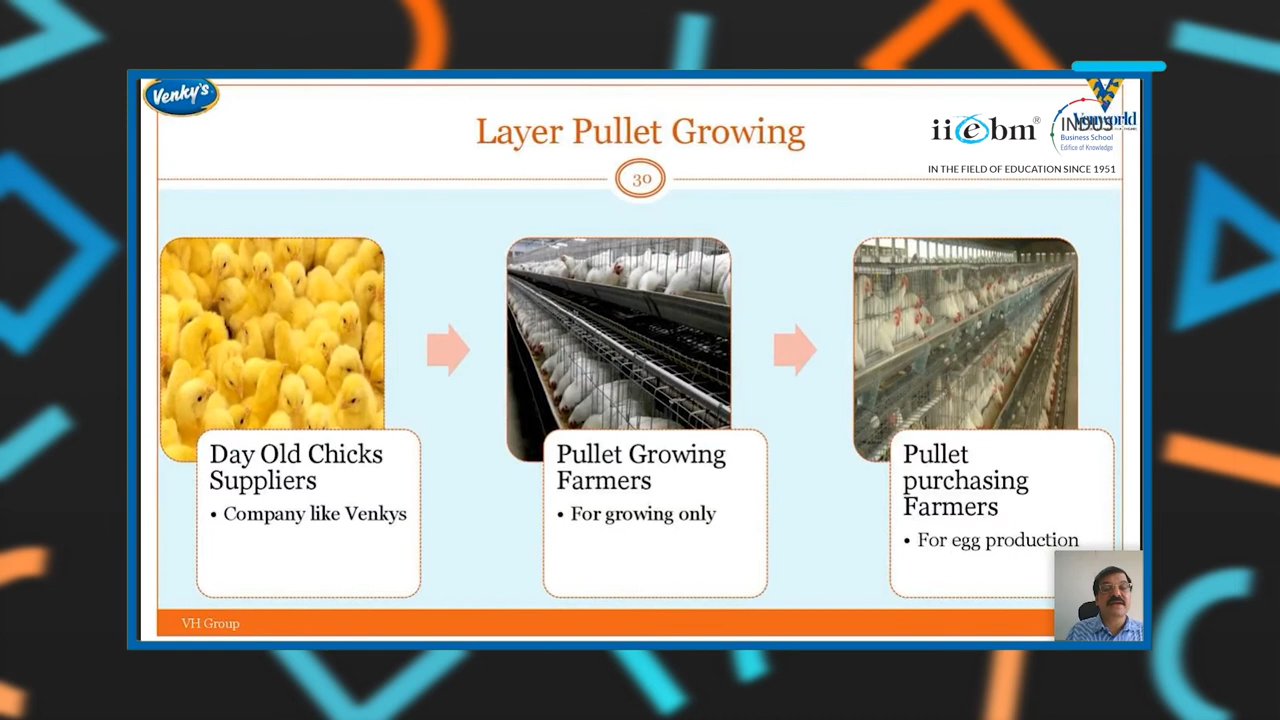 Venky's
Layer Pullet Growing
30
iiebm®
INDUS
Business School
Edifice of Knowledge
IN THE FIELD OF EDUCATION SINCE 1951
Day Old Chicks
Suppliers
• Company like Venkys
Pullet Growing
Farmers
• For growing only
Pullet
purchasing
Farmers
• For egg production
VH Group